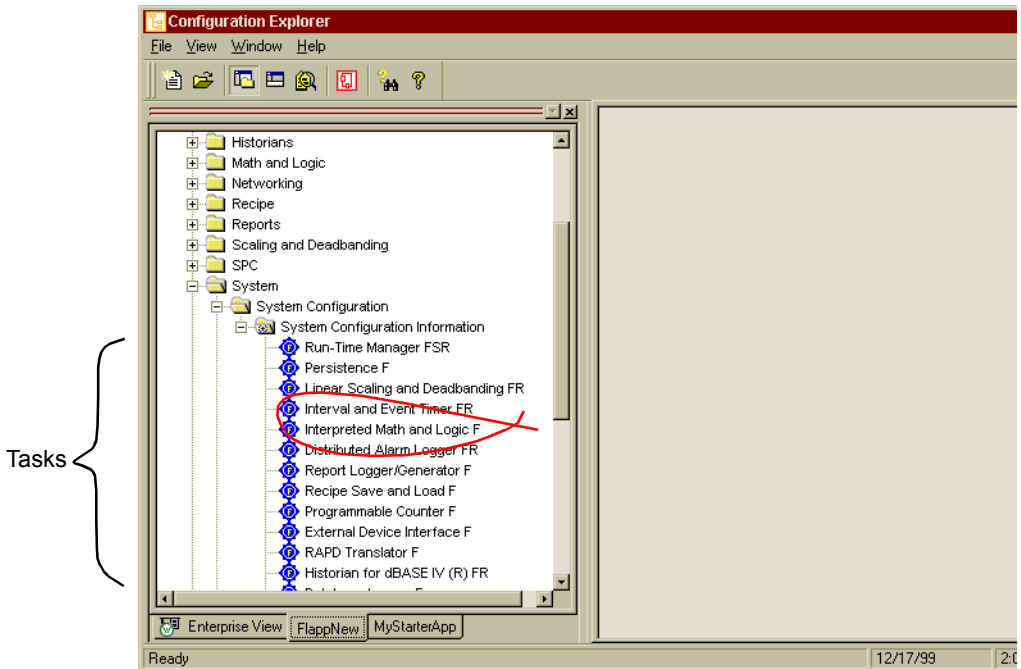 Configuration Explorer
File View Window Help
Historians
Math and Logic
Networking
Recipe
Reports
Scaling and Deadbanding
SPC
System
System Configuration
System Configuration Information
Run-Time Manager FSR
Persistence F
Linear Scaling and Deadbanding FR
Interval and Event Timer FR
Interpreted Math and Logic F
Distributed Alarm Logger FR
Tasks
Report Logger/Generator F
Recipe Save and Load F
Programmable Counter F
External Device Interface F
RAPD Translator F
Historian for dBASE IV (R) FR
Enterprise View FlappNew MyStarterApp
Ready 12/17/99